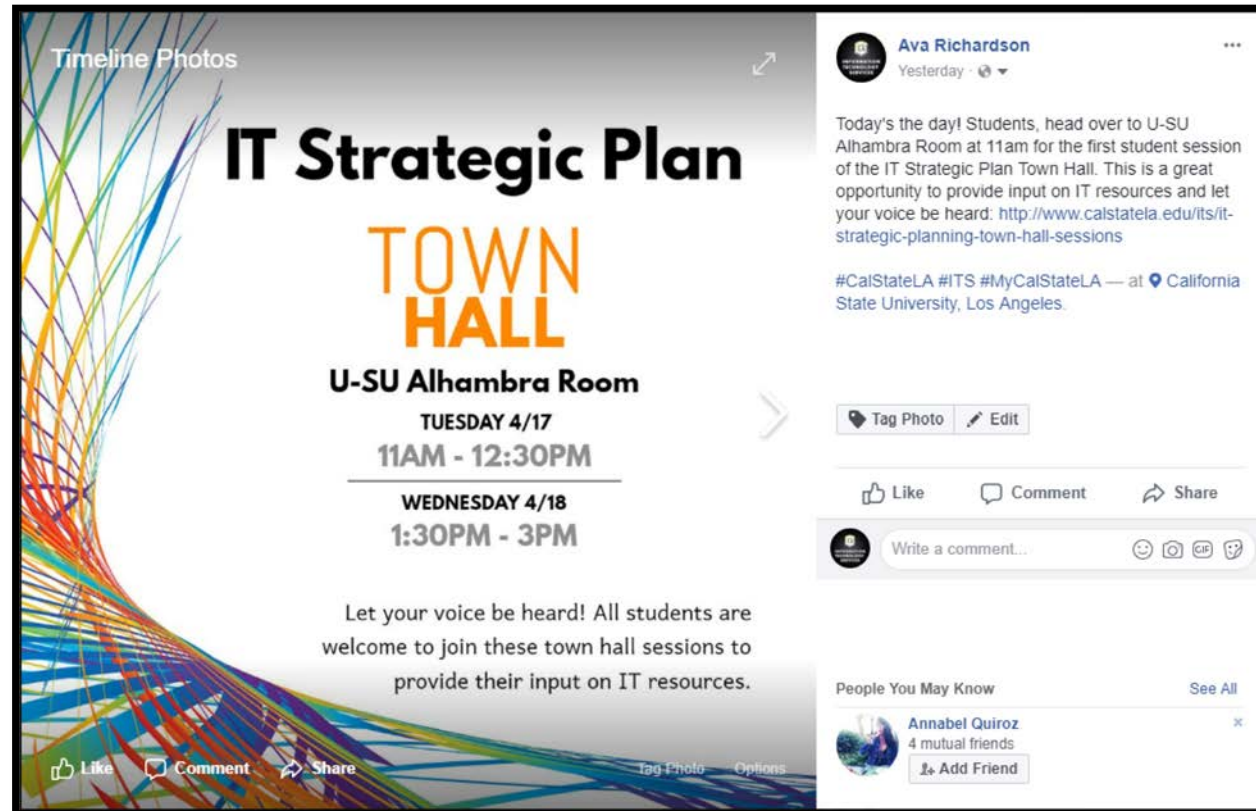 Timeline Photos
IT Strategic Plan
TOWN
HALL
U-SU Alhambra Room
TUESDAY 4/17
11AM - 12:30PM
WEDNESDAY 4/18
1:30PM - 3PM
Let your voice be heard! All students are
welcome to join these town hall sessions to
provide their input on IT resources.
Like Comment Share Tag Photo Options
INFORMATION
TECHNOLOGY
SERVICES
Ava Richardson
Yesterday ·
Today's the day! Students, head over to U-SU
Alhambra Room at 11am for the first student session
of the IT Strategic Plan Town Hall. This is a great
opportunity to provide input on IT resources and let
your voice be heard: http://www.calstatela.edu/its/it-
strategic-planning-town-hall-sessions
#CalStateLA #ITS #MyCalStateLA — at California
State University, Los Angeles.
Tag Photo Edit
Like Comment Share
Write a comment...
GIF
People You May Know See All
Annabel Quiroz
4 mutual friends
Add Friend